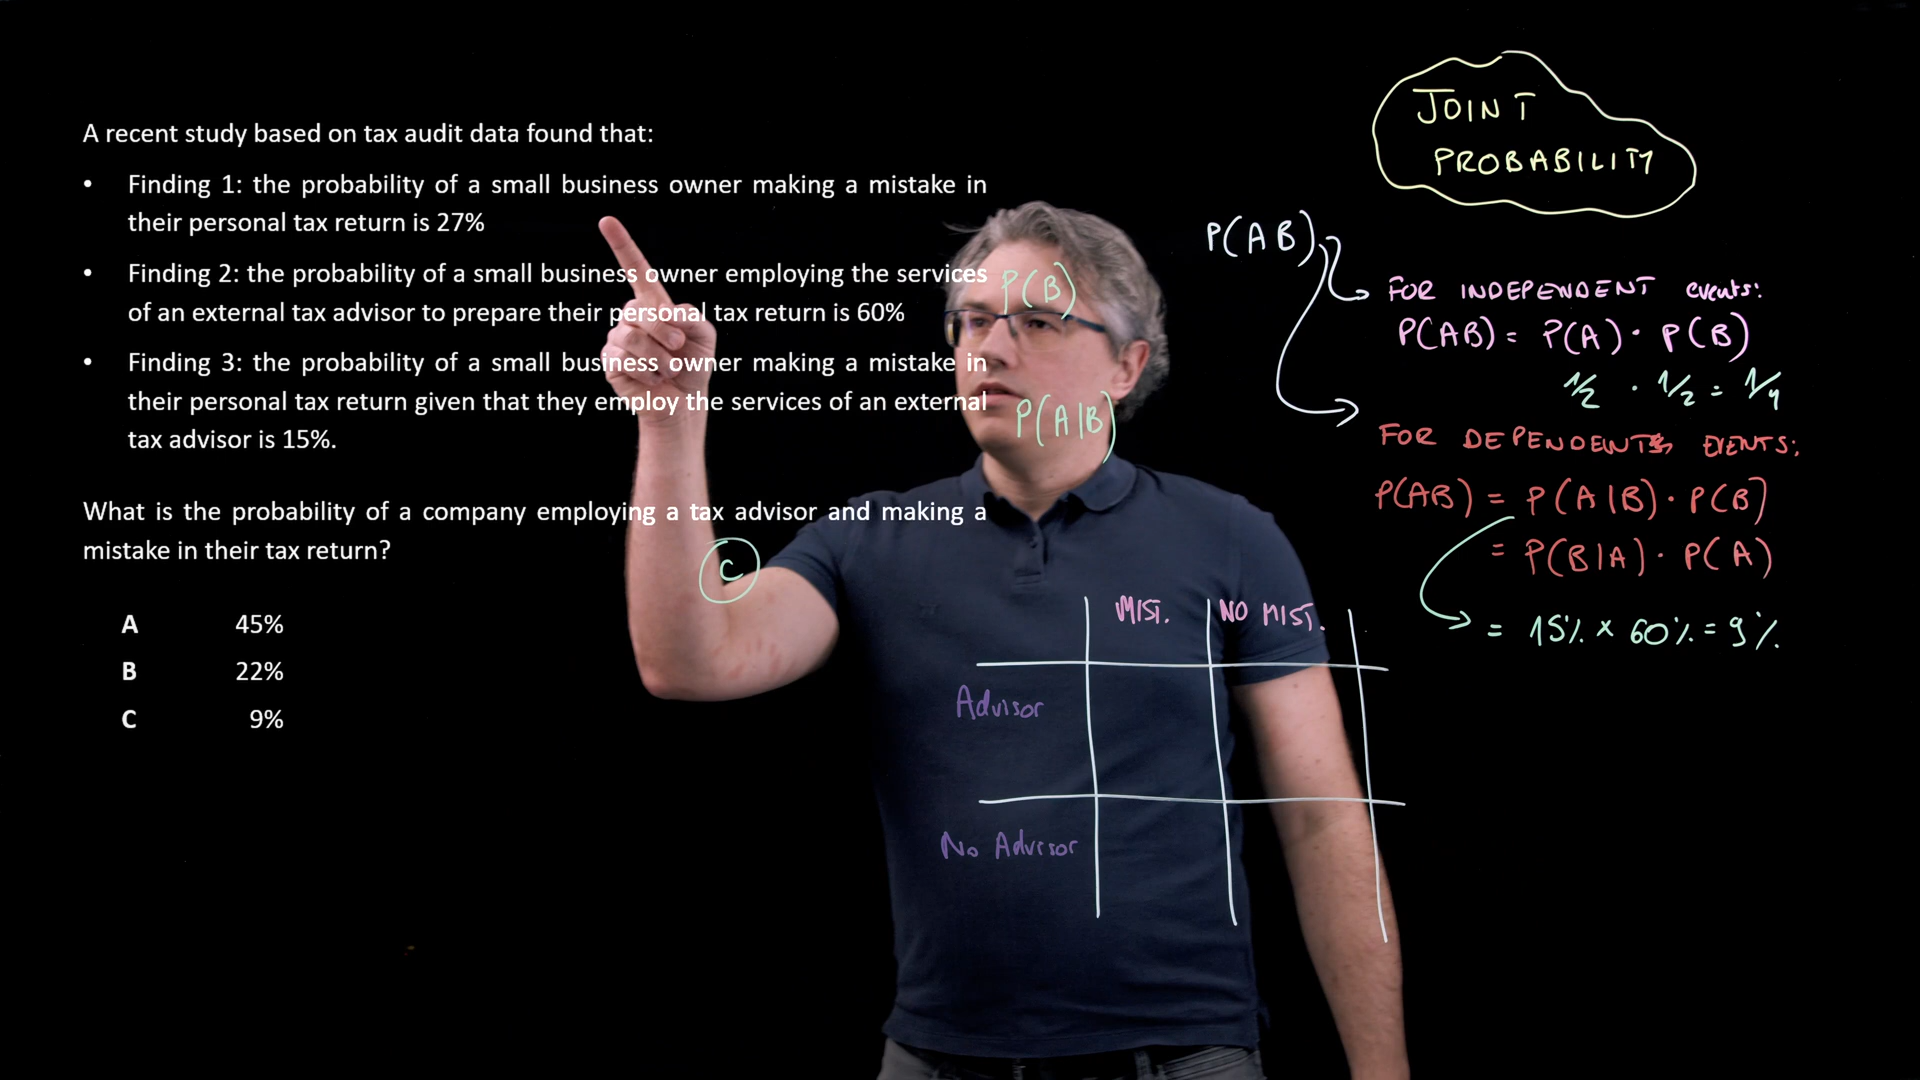 A recent study based on tax audit data found that:
• Finding 1: the probability of a small business owner making a mistake in
their personal tax return is 27%
• Finding 2: the probability of a small business owner employing the services
of an external tax advisor to prepare their personal tax return is 60%
• Finding 3: the probability of a small business owner making a mistake in
their personal tax return given that they employ the services of an external
tax advisor is 15%.
What is the probability of a company employing a tax advisor and making a
mistake in their tax return?
A 45%
B 22%
C 9%
C
P(B)
P(A|B)
JOINT
PROBABILITY
P(AB)
FOR INDEPENDENT events:
P(AB) = P(A) · P(B)
1/2 · 1/2 = 1/4
FOR DEPENDENT EVENTS:
P(AB) = P(A|B) · P(B)
= P(B|A) · P(A)
= 15% x 60% = 9%
MIST. NO MIST.
Advisor
No Advisor